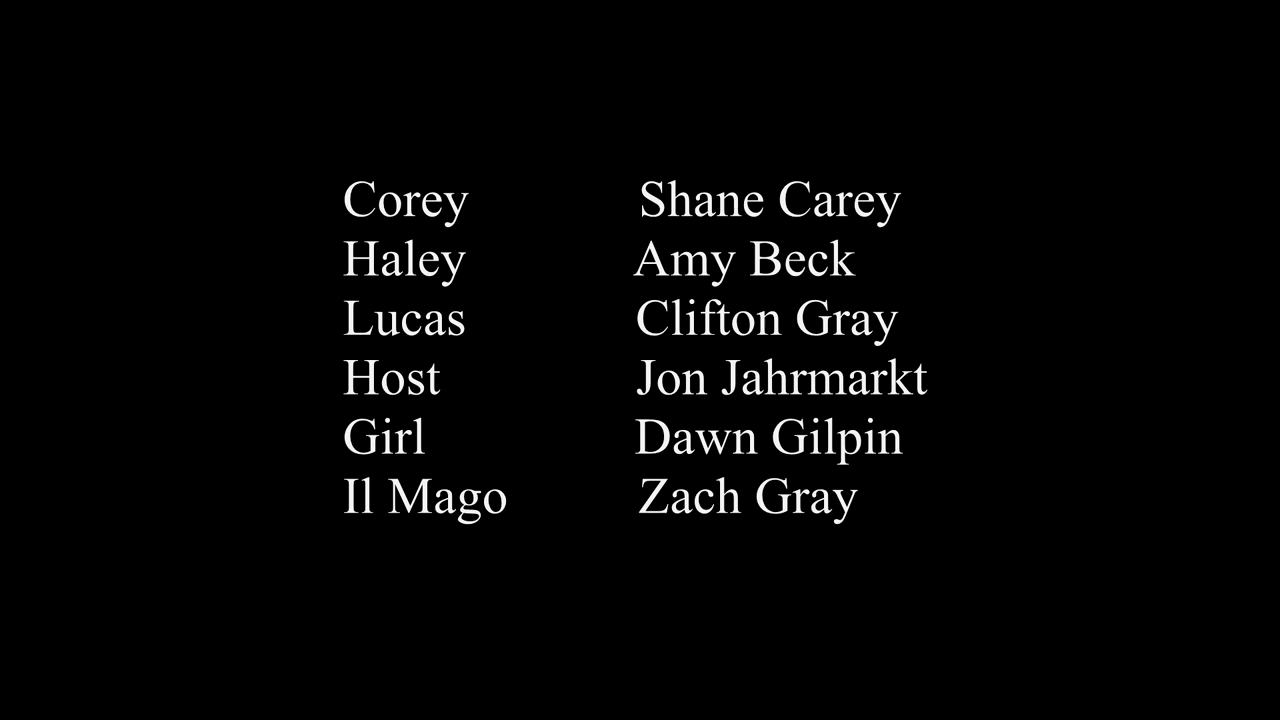 Corey Shane Carey
Haley Amy Beck
Lucas Clifton Gray
Host Jon Jahrmarkt
Girl Dawn Gilpin
Il Mago Zach Gray